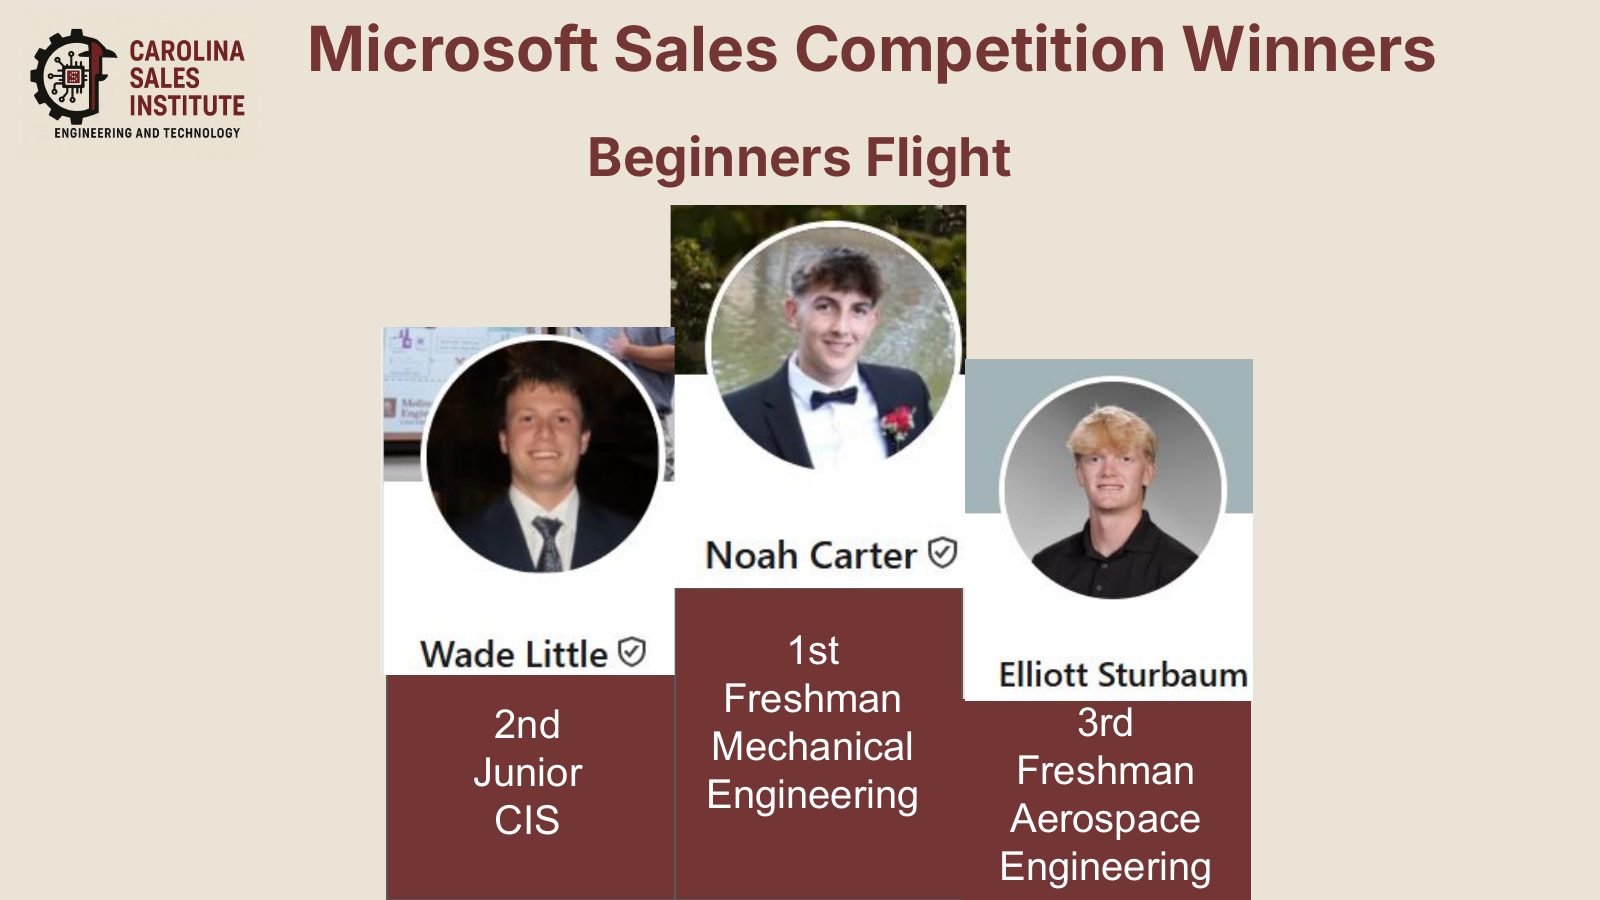 CAROLINA
SALES
INSTITUTE
ENGINEERING AND TECHNOLOGY
Microsoft Sales Competition Winners
Beginners Flight
Noah Carter
Wade Little
Elliott Sturbaum
2nd
Junior
CIS
1st
Freshman
Mechanical
Engineering
3rd
Freshman
Aerospace
Engineering